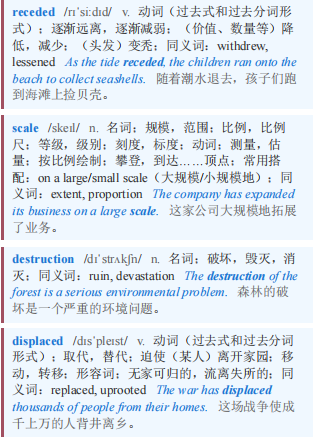 receded /rɪˈsiːdɪd/ v. 动词（过去式和过去分词形
式）；逐渐远离，逐渐减弱；（价值、数量等）降
低，减少；（头发）变秃；同义词：withdrew,
lessened As the tide receded, the children ran onto the
beach to collect seashells. 随着潮水退去，孩子们跑
到海滩上捡贝壳。
scale /skeɪl/ n. 名词；规模，范围；比例，比例
尺；等级，级别；刻度，标度；动词；测量，估
量；按比例绘制；攀登，到达……顶点；常用搭
配：on a large/small scale（大规模/小规模地）；同
义词：extent, proportion The company has expanded
its business on a large scale. 这家公司大规模地拓展
了业务。
destruction /dɪˈstrʌkʃn/ n. 名词；破坏，毁灭，消
灭；同义词：ruin, devastation The destruction of the
forest is a serious environmental problem. 森林的破
坏是一个严重的环境问题。
displaced /dɪsˈpleɪst/ v. 动词（过去式和过去分词
形式）；取代，替代；迫使（某人）离开家园；移
动，转移；形容词；无家可归的，流离失所的；同
义词：replaced, uprooted The war has displaced
thousands of people from their homes. 这场战争使成
千上万的人背井离乡。